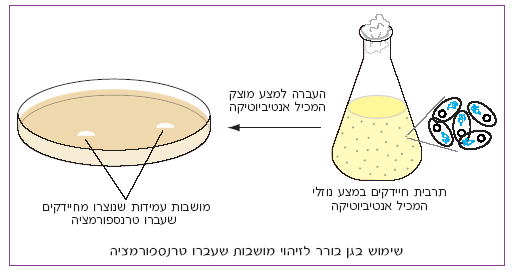 העברה למצע מוצק
המכיל אנטיביוטיקה
תרבית חיידקים במצע נוזלי
המכיל אנטיביוטיקה
מושבות עמידות שנוצרו מחיידקים
שעברו טרנספורמציה
שימוש בגן בורר לזיהוי מושבות שעברו טרנספורמציה